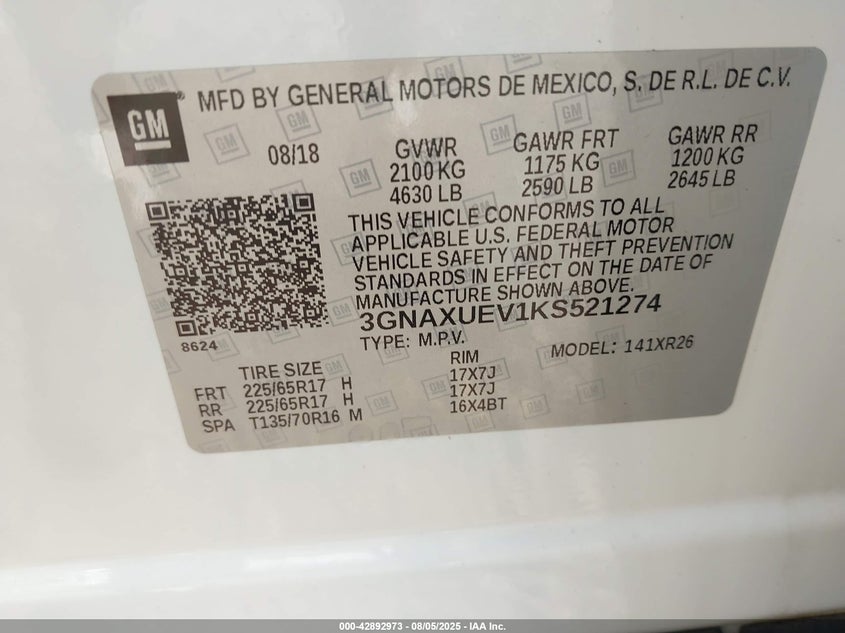 GM
MFD BY GENERAL MOTORS DE MEXICO, S. DE R.L. DE C.V.
08/18
GVWR GAWR FRT GAWR RR
2100 KG 1175 KG 1200 KG
4630 LB 2590 LB 2645 LB
THIS VEHICLE CONFORMS TO ALL
APPLICABLE U.S. FEDERAL MOTOR
VEHICLE SAFETY AND THEFT PREVENTION
STANDARDS IN EFFECT ON THE DATE OF
MANUFACTURE SHOWN ABOVE.
3GNAXUEV1KS521274
8624
TYPE: M.P.V. MODEL: 141XR26
TIRE SIZE RIM
FRT 225/65R17 H 17X7J
RR 225/65R17 H 17X7J
SPA T135/70R16 M 16X4BT
000-42892973 - 08/05/2025 - IAA Inc.